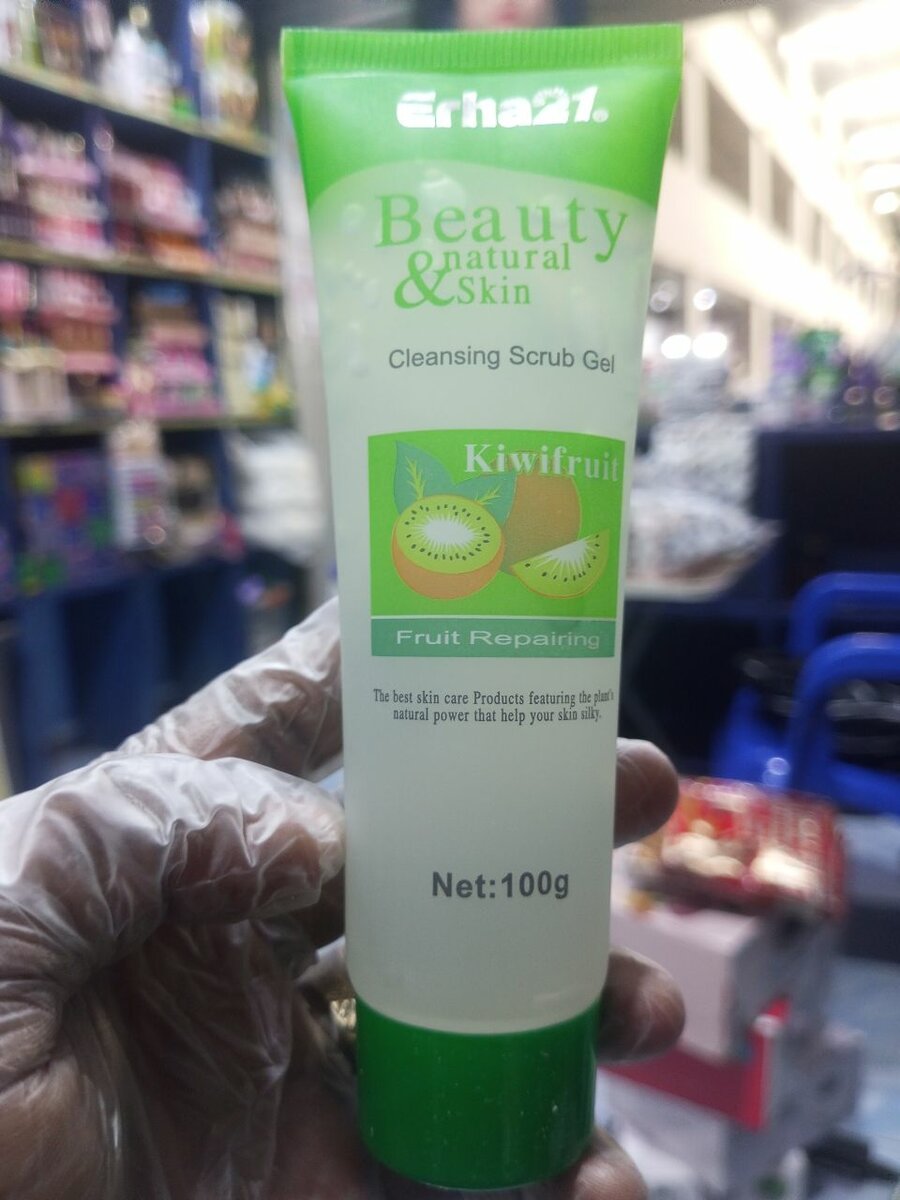 Erha21®
Beauty
& natural
Skin
Cleansing Scrub Gel
Kiwifruit
Fruit Repairing
The best skin care Products featuring the plant's
natural power that help your skin silky.
Net:100g